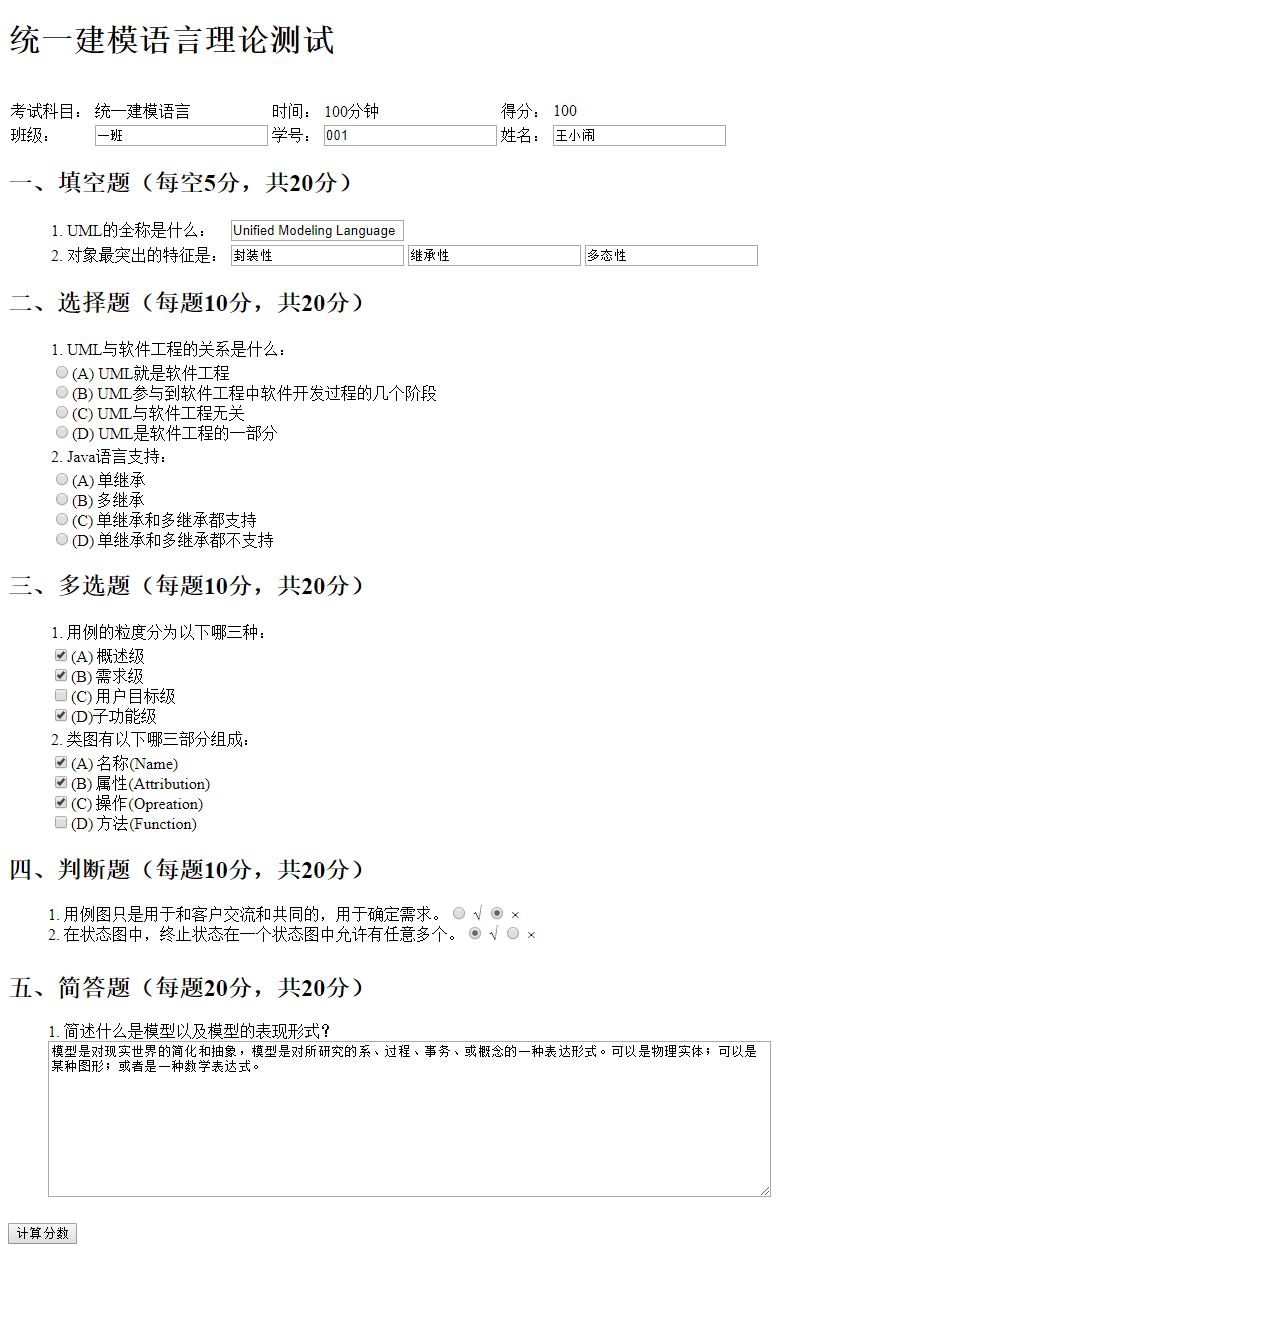 统一建模语言理论测试
考试科目： 统一建模语言 时间： 100分钟 得分： 100
班级： 一班 学号： 001 姓名： 王小闹
一、填空题（每空5分，共20分）
1. UML的全称是什么： Unified Modeling Language
2. 对象最突出的特征是： 封装性 继承性 多态性
二、选择题（每题10分，共20分）
1. UML与软件工程的关系是什么：
(A) UML就是软件工程
(B) UML参与到软件工程中软件开发过程的几个阶段
(C) UML与软件工程无关
(D) UML是软件工程的一部分
2. Java语言支持：
(A) 单继承
(B) 多继承
(C) 单继承和多继承都支持
(D) 单继承和多继承都不支持
三、多选题（每题10分，共20分）
1. 用例的粒度分为以下哪三种：
(A) 概述级
(B) 需求级
(C) 用户目标级
(D)子功能级
2. 类图有以下哪三部分组成：
(A) 名称(Name)
(B) 属性(Attribution)
(C) 操作(Opreation)
(D) 方法(Function)
四、判断题（每题10分，共20分）
1. 用例图只是用于和客户交流和共同的，用于确定需求。 √ ×
2. 在状态图中，终止状态在一个状态图中允许有任意多个。 √ ×
五、简答题（每题20分，共20分）
1. 简述什么是模型以及模型的表现形式？
模型是对现实世界的简化和抽象，模型是对所研究的系、过程、事务、或概念的一种表达形式。可以是物理实体；可以是
某种图形；或者是一种数学表达式。
计算分数